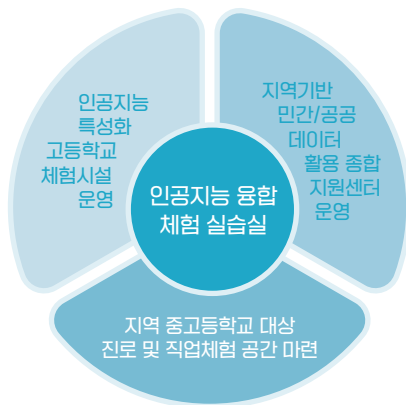 인공지능
특성화
고등학교
체험시설
운영
지역기반
민간/공공
데이터
활용 종합
지원센터
운영
인공지능 융합
체험 실습실
지역 중고등학교 대상
진로 및 직업체험 공간 마련